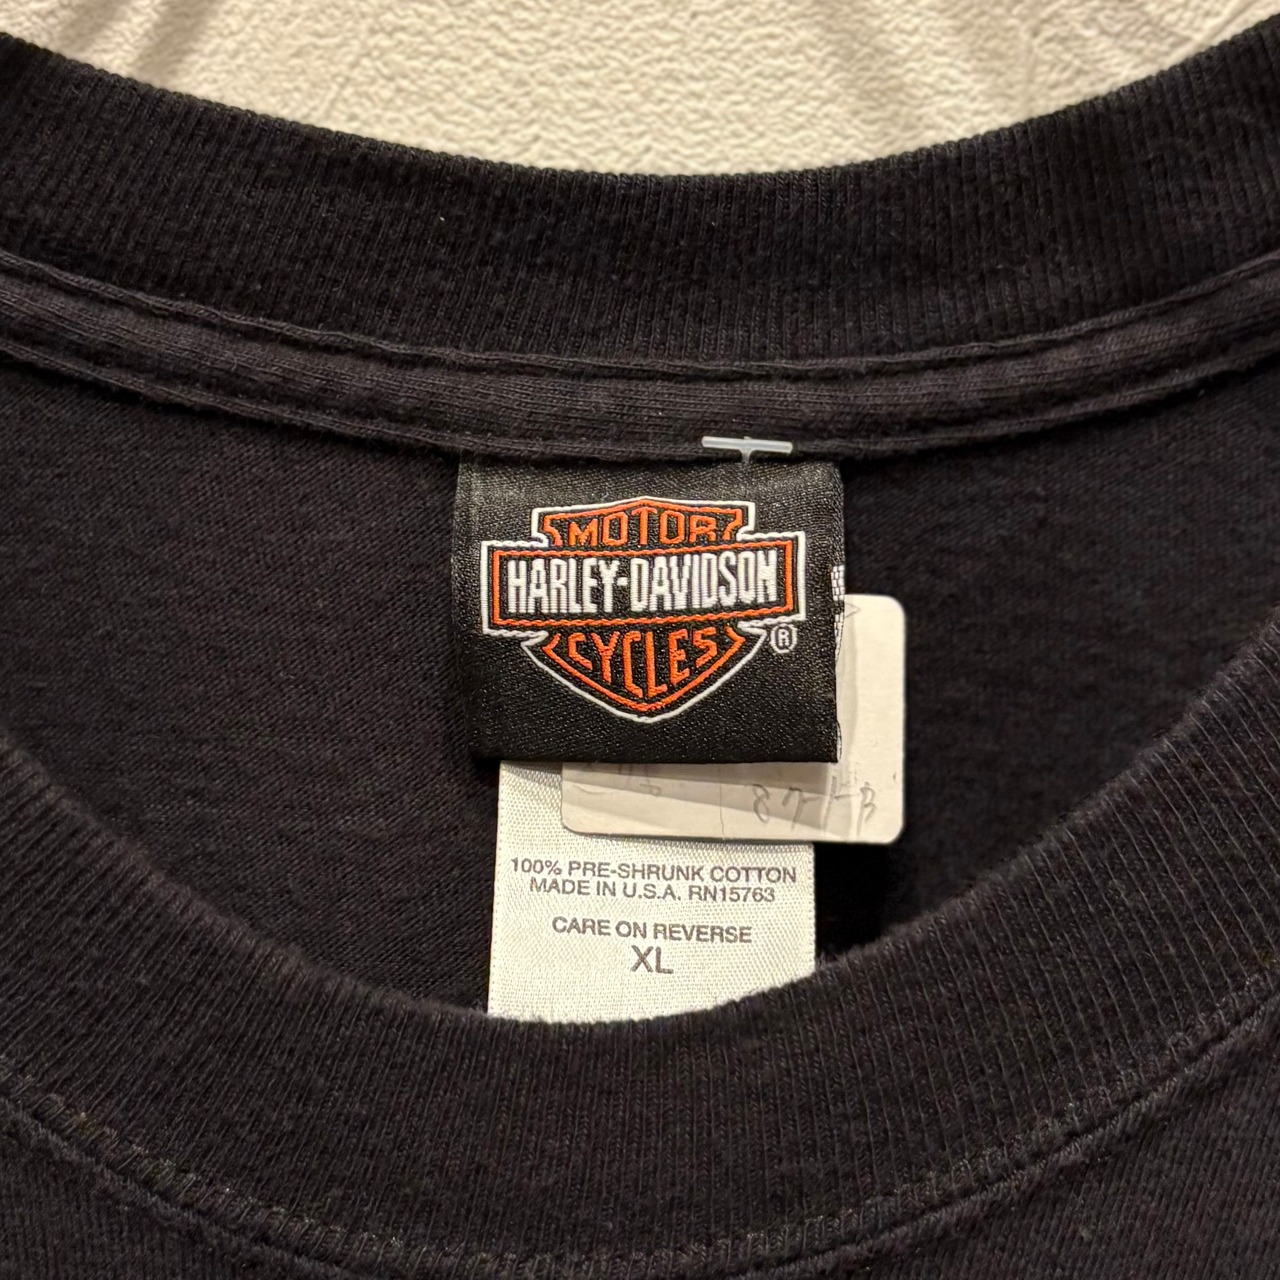 MOTOR
HARLEY-DAVIDSON
®
CYCLES
100% PRE-SHRUNK COTTON
MADE IN U.S.A. RN15763
CARE ON REVERSE
XL